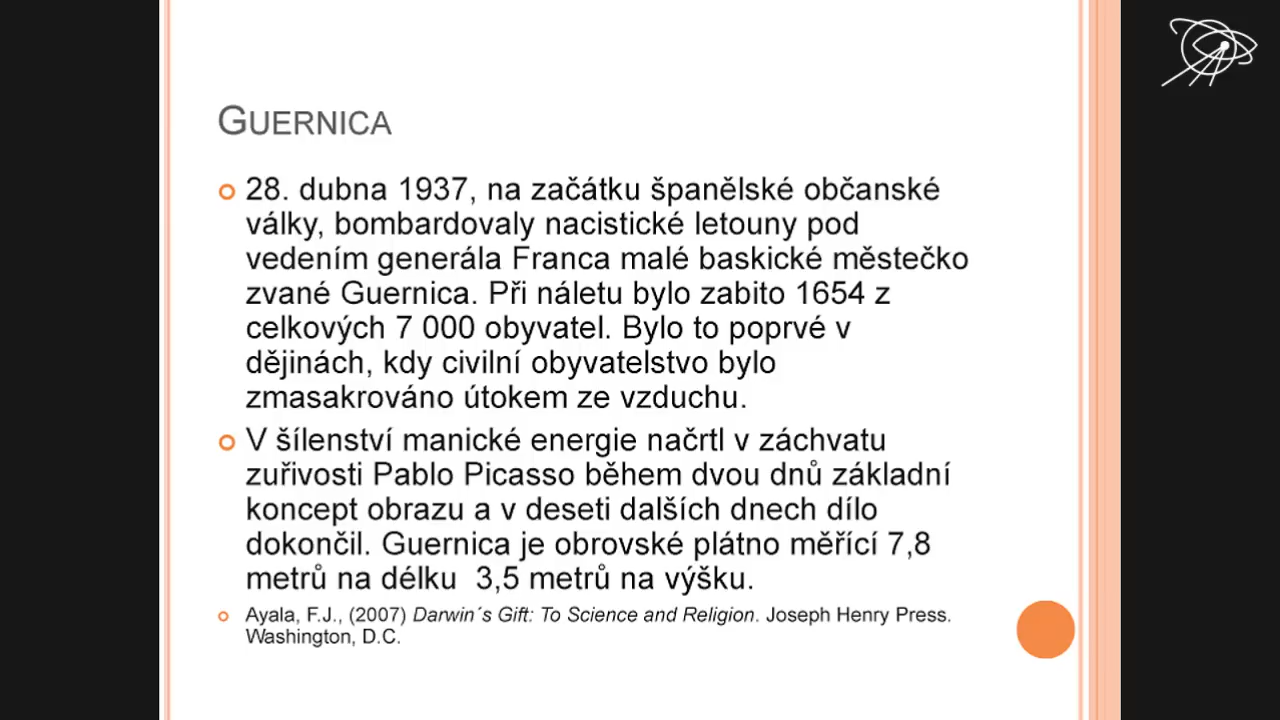 GUERNICA
28. dubna 1937, na začátku španělské občanské
války, bombardovaly nacistické letouny pod
vedením generála Franca malé baskické městečko
zvané Guernica. Při náletu bylo zabito 1654 z
celkových 7 000 obyvatel. Bylo to poprvé v
dějinách, kdy civilní obyvatelstvo bylo
zmasakrováno útokem ze vzduchu.
V šílenství manické energie načrtl v záchvatu
zuřivosti Pablo Picasso během dvou dnů základní
koncept obrazu a v deseti dalších dnech dílo
dokončil. Guernica je obrovské plátno měřící 7,8
metrů na délku  3,5 metrů na výšku.
Ayala, F.J., (2007) Darwin´s Gift: To Science and Religion. Joseph Henry Press.
Washington, D.C.